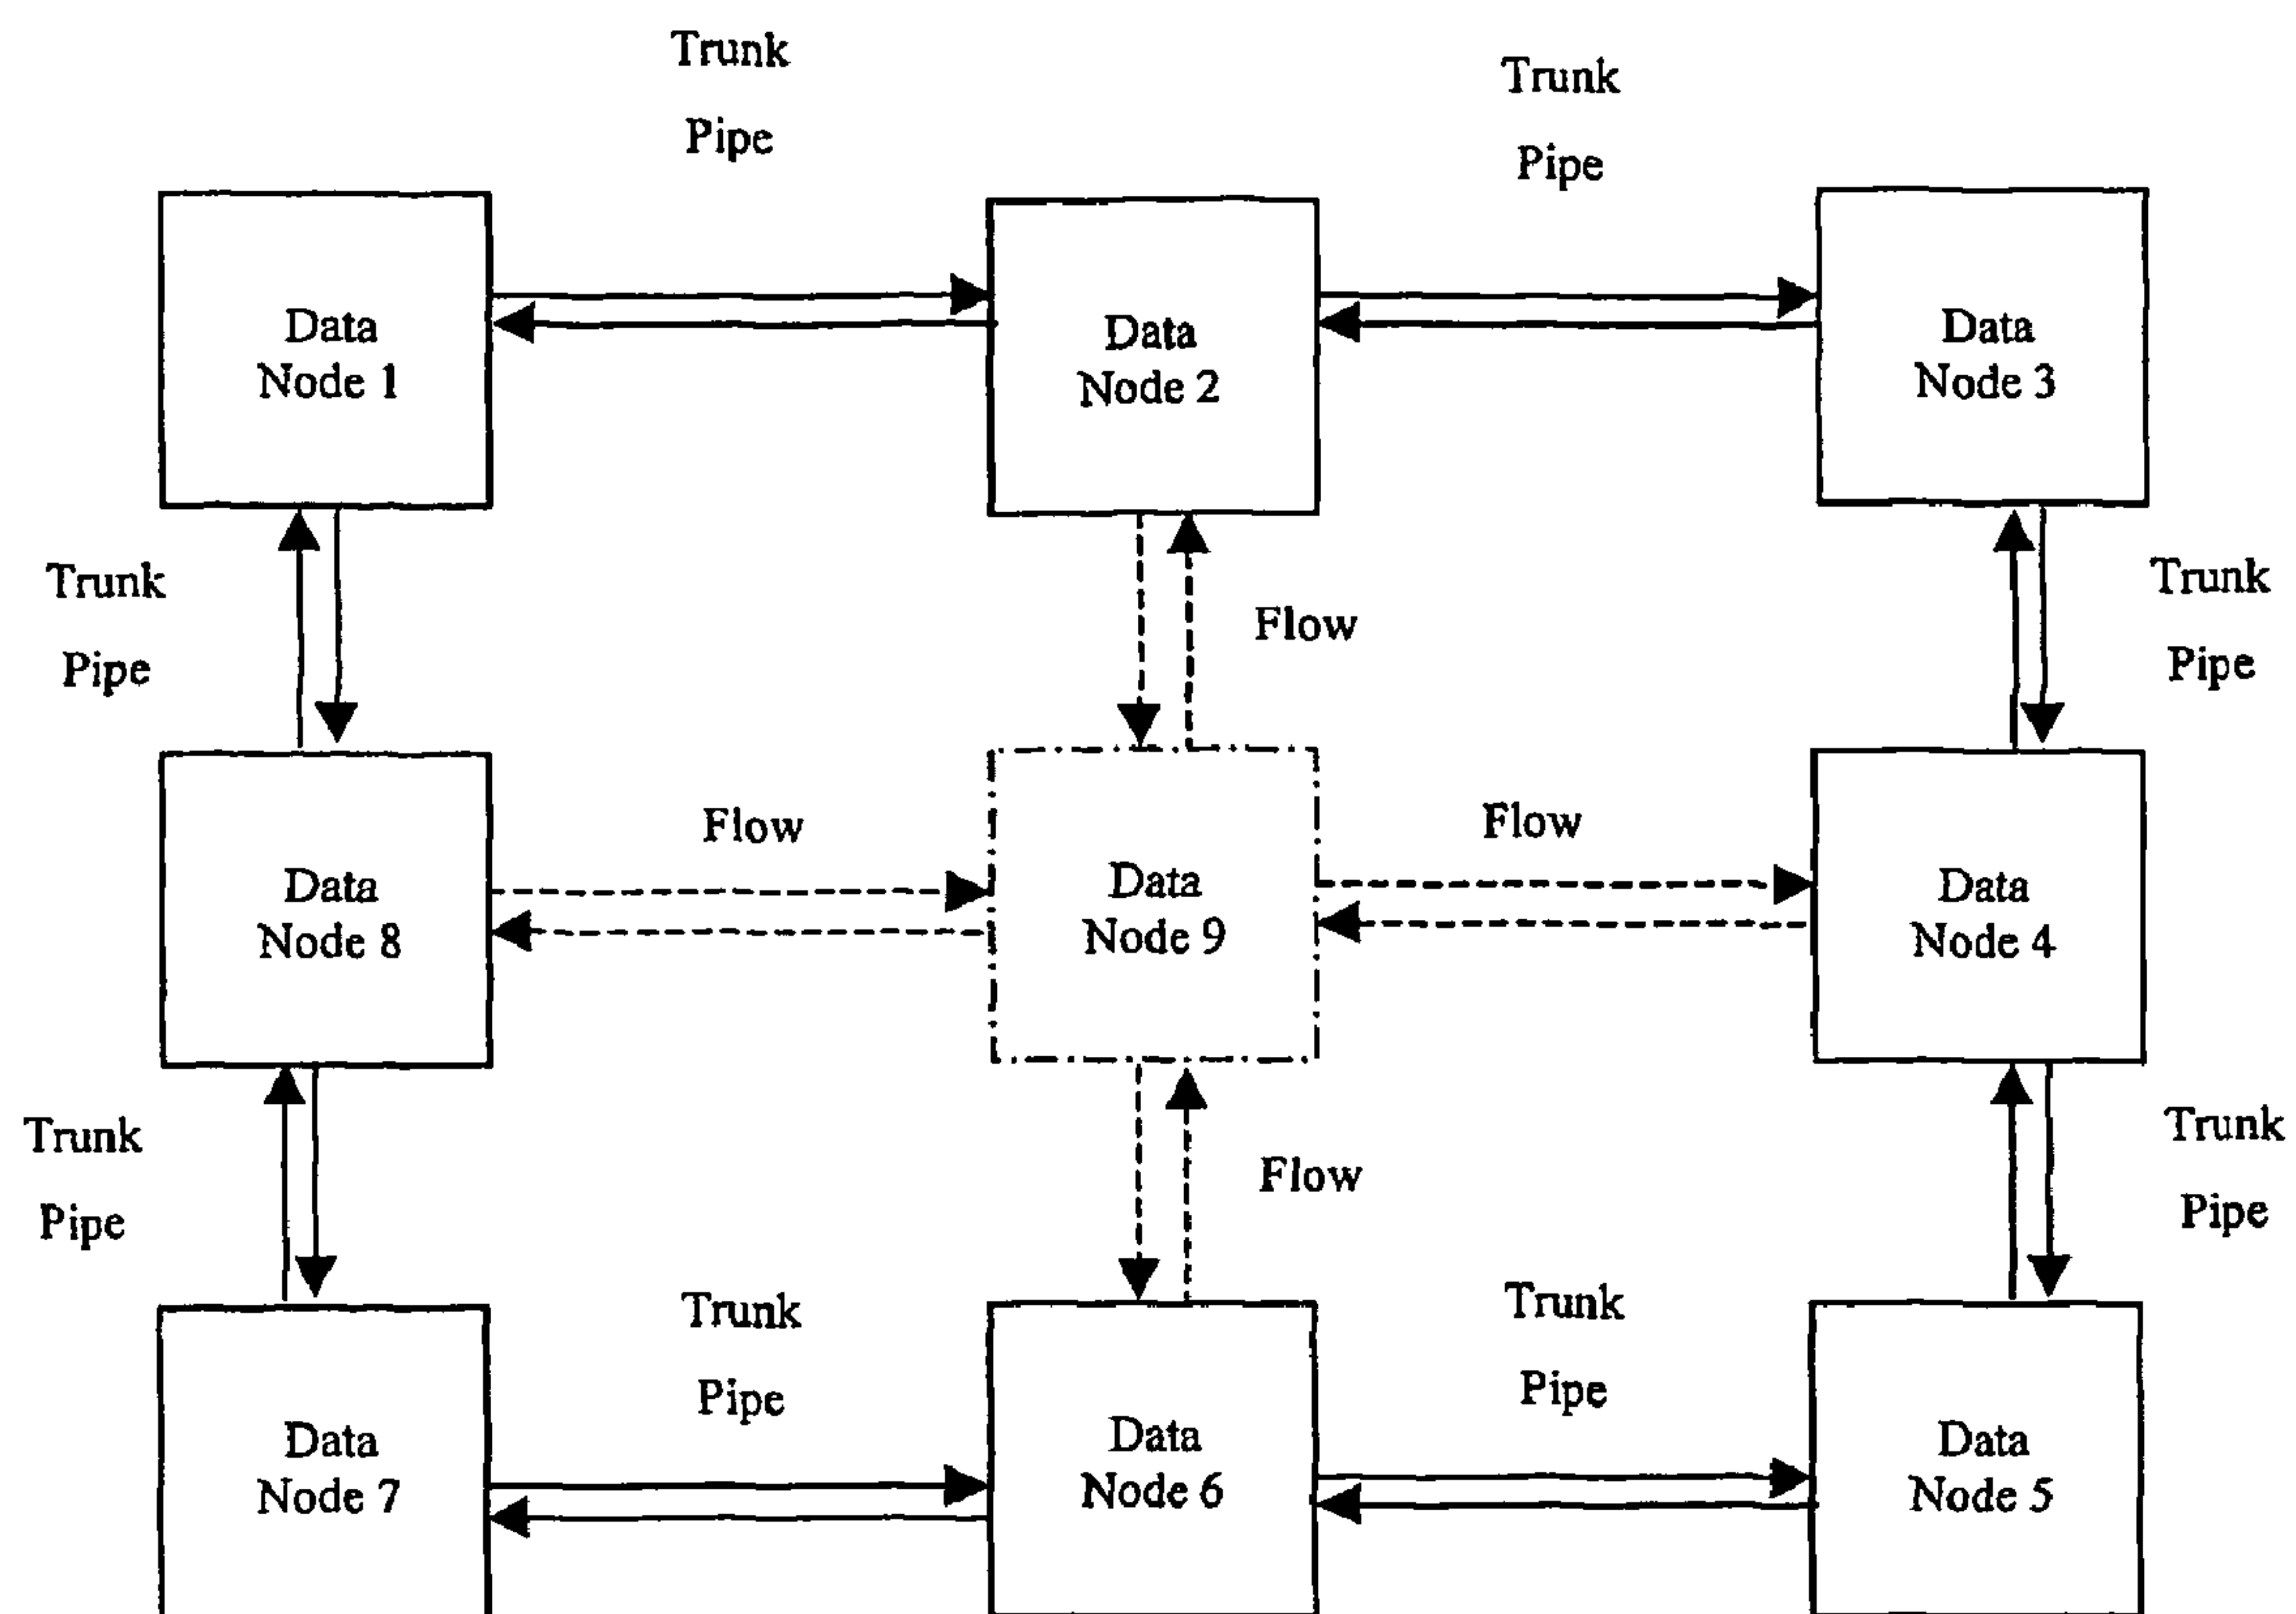 Trunk
Pipe
Trunk
Pipe
Data
Node 1
Data
Node 2
Data
Node 3
Trunk
Pipe
Flow
Trunk
Pipe
Data
Node 8
Flow
Data
Node 9
Flow
Data
Node 4
Trunk
Pipe
Flow
Trunk
Pipe
Trunk
Pipe
Trunk
Pipe
Data
Node 7
Data
Node 6
Data
Node 5